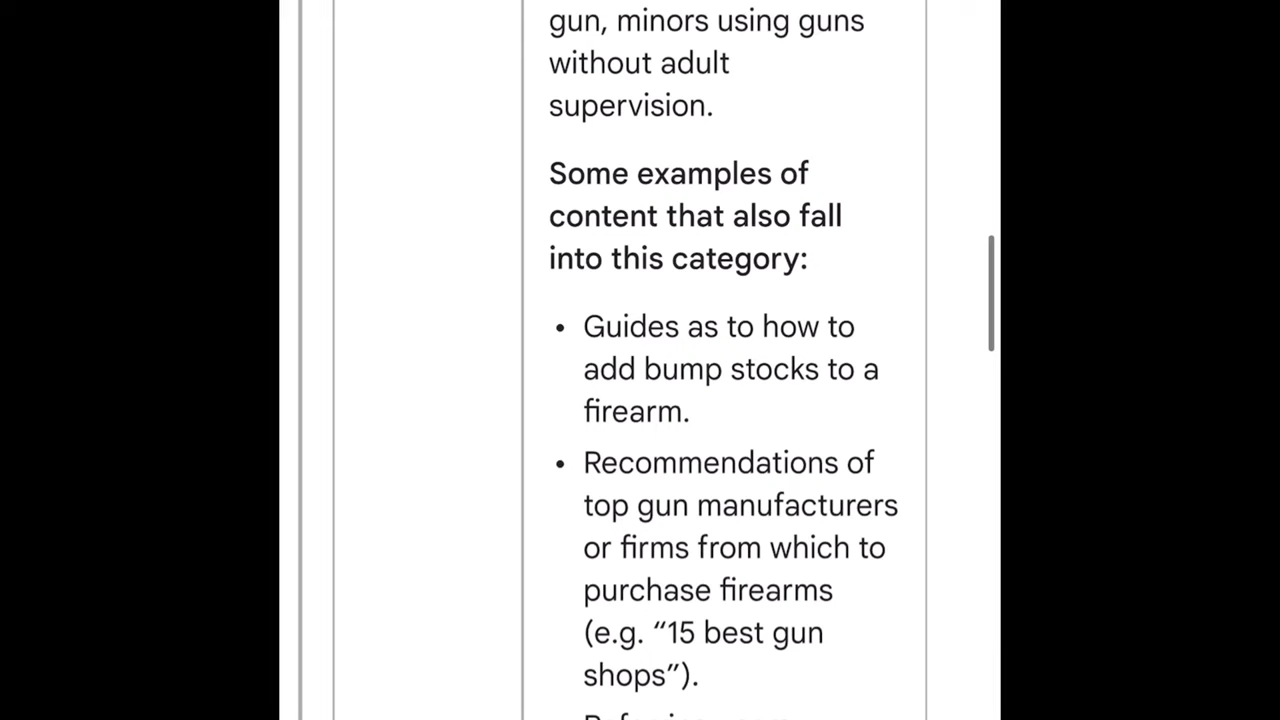 gun, minors using guns
without adult
supervision.
Some examples of
content that also fall
into this category:
• Guides as to how to
add bump stocks to a
firearm.
• Recommendations of
top gun manufacturers
or firms from which to
purchase firearms
(e.g. “15 best gun
shops”).